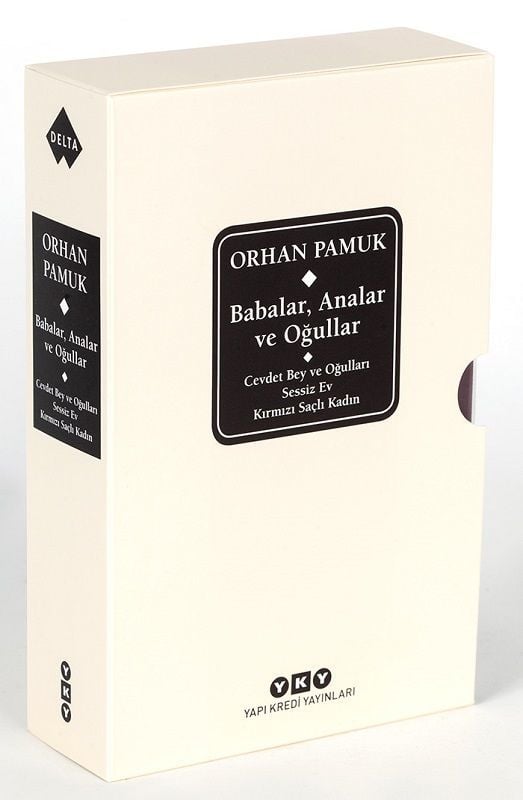 DELTA
ORHAN
PAMUK
Babalar, Analar
ve Oğullar
Cevdet Bey ve Oğulları
Sessiz Ev
Kırmızı Saçlı Kadın
YKY
ORHAN PAMUK
Babalar, Analar
ve Oğullar
Cevdet Bey ve Oğulları
Sessiz Ev
Kırmızı Saçlı Kadın
YKY
YAPI KREDİ YAYINLARI